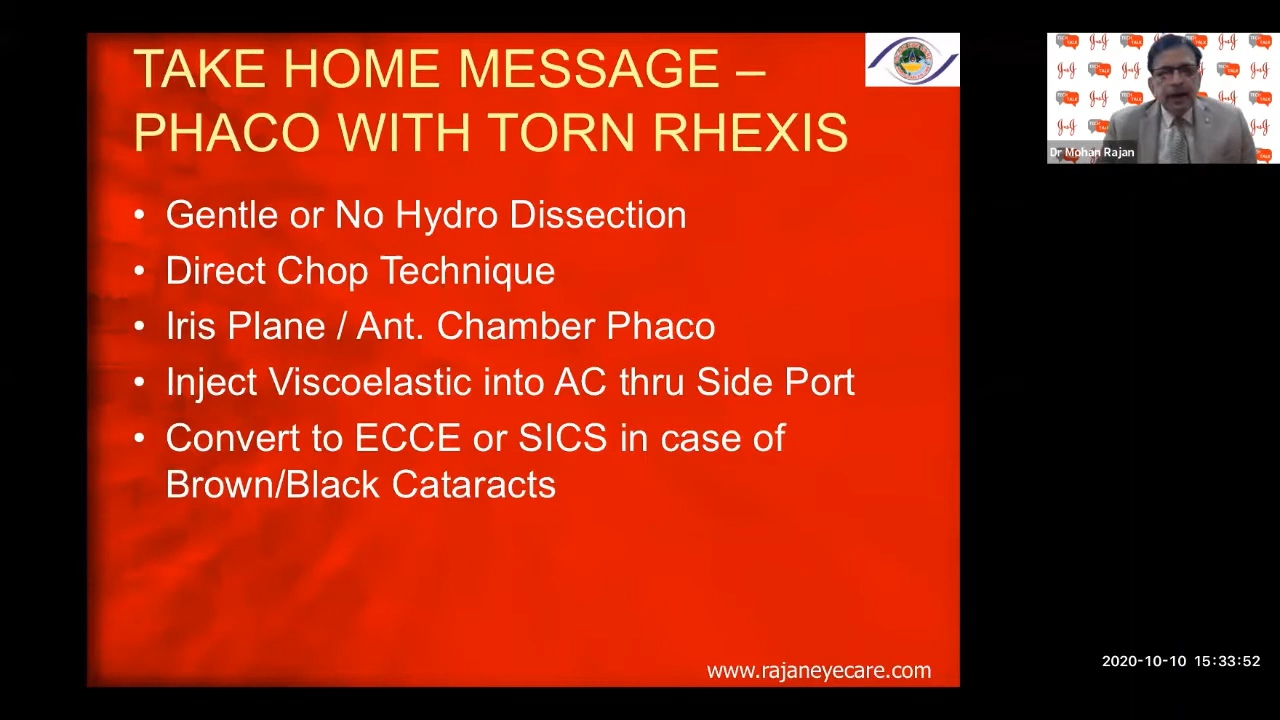 TAKE HOME MESSAGE –
PHACO WITH TORN RHEXIS
• Gentle or No Hydro Dissection
• Direct Chop Technique
• Iris Plane / Ant. Chamber Phaco
• Inject Viscoelastic into AC thru Side Port
• Convert to ECCE or SICS in case of
Brown/Black Cataracts
www.rajaneyecare.com
Dr Mohan Rajan
2020-10-10 15:33:52